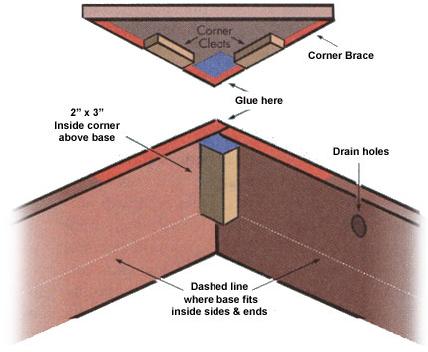 Corner
Cleats
Corner Brace
Glue here
2" x 3"
Inside corner
above base
Drain holes
Dashed line
where base fits
inside sides & ends